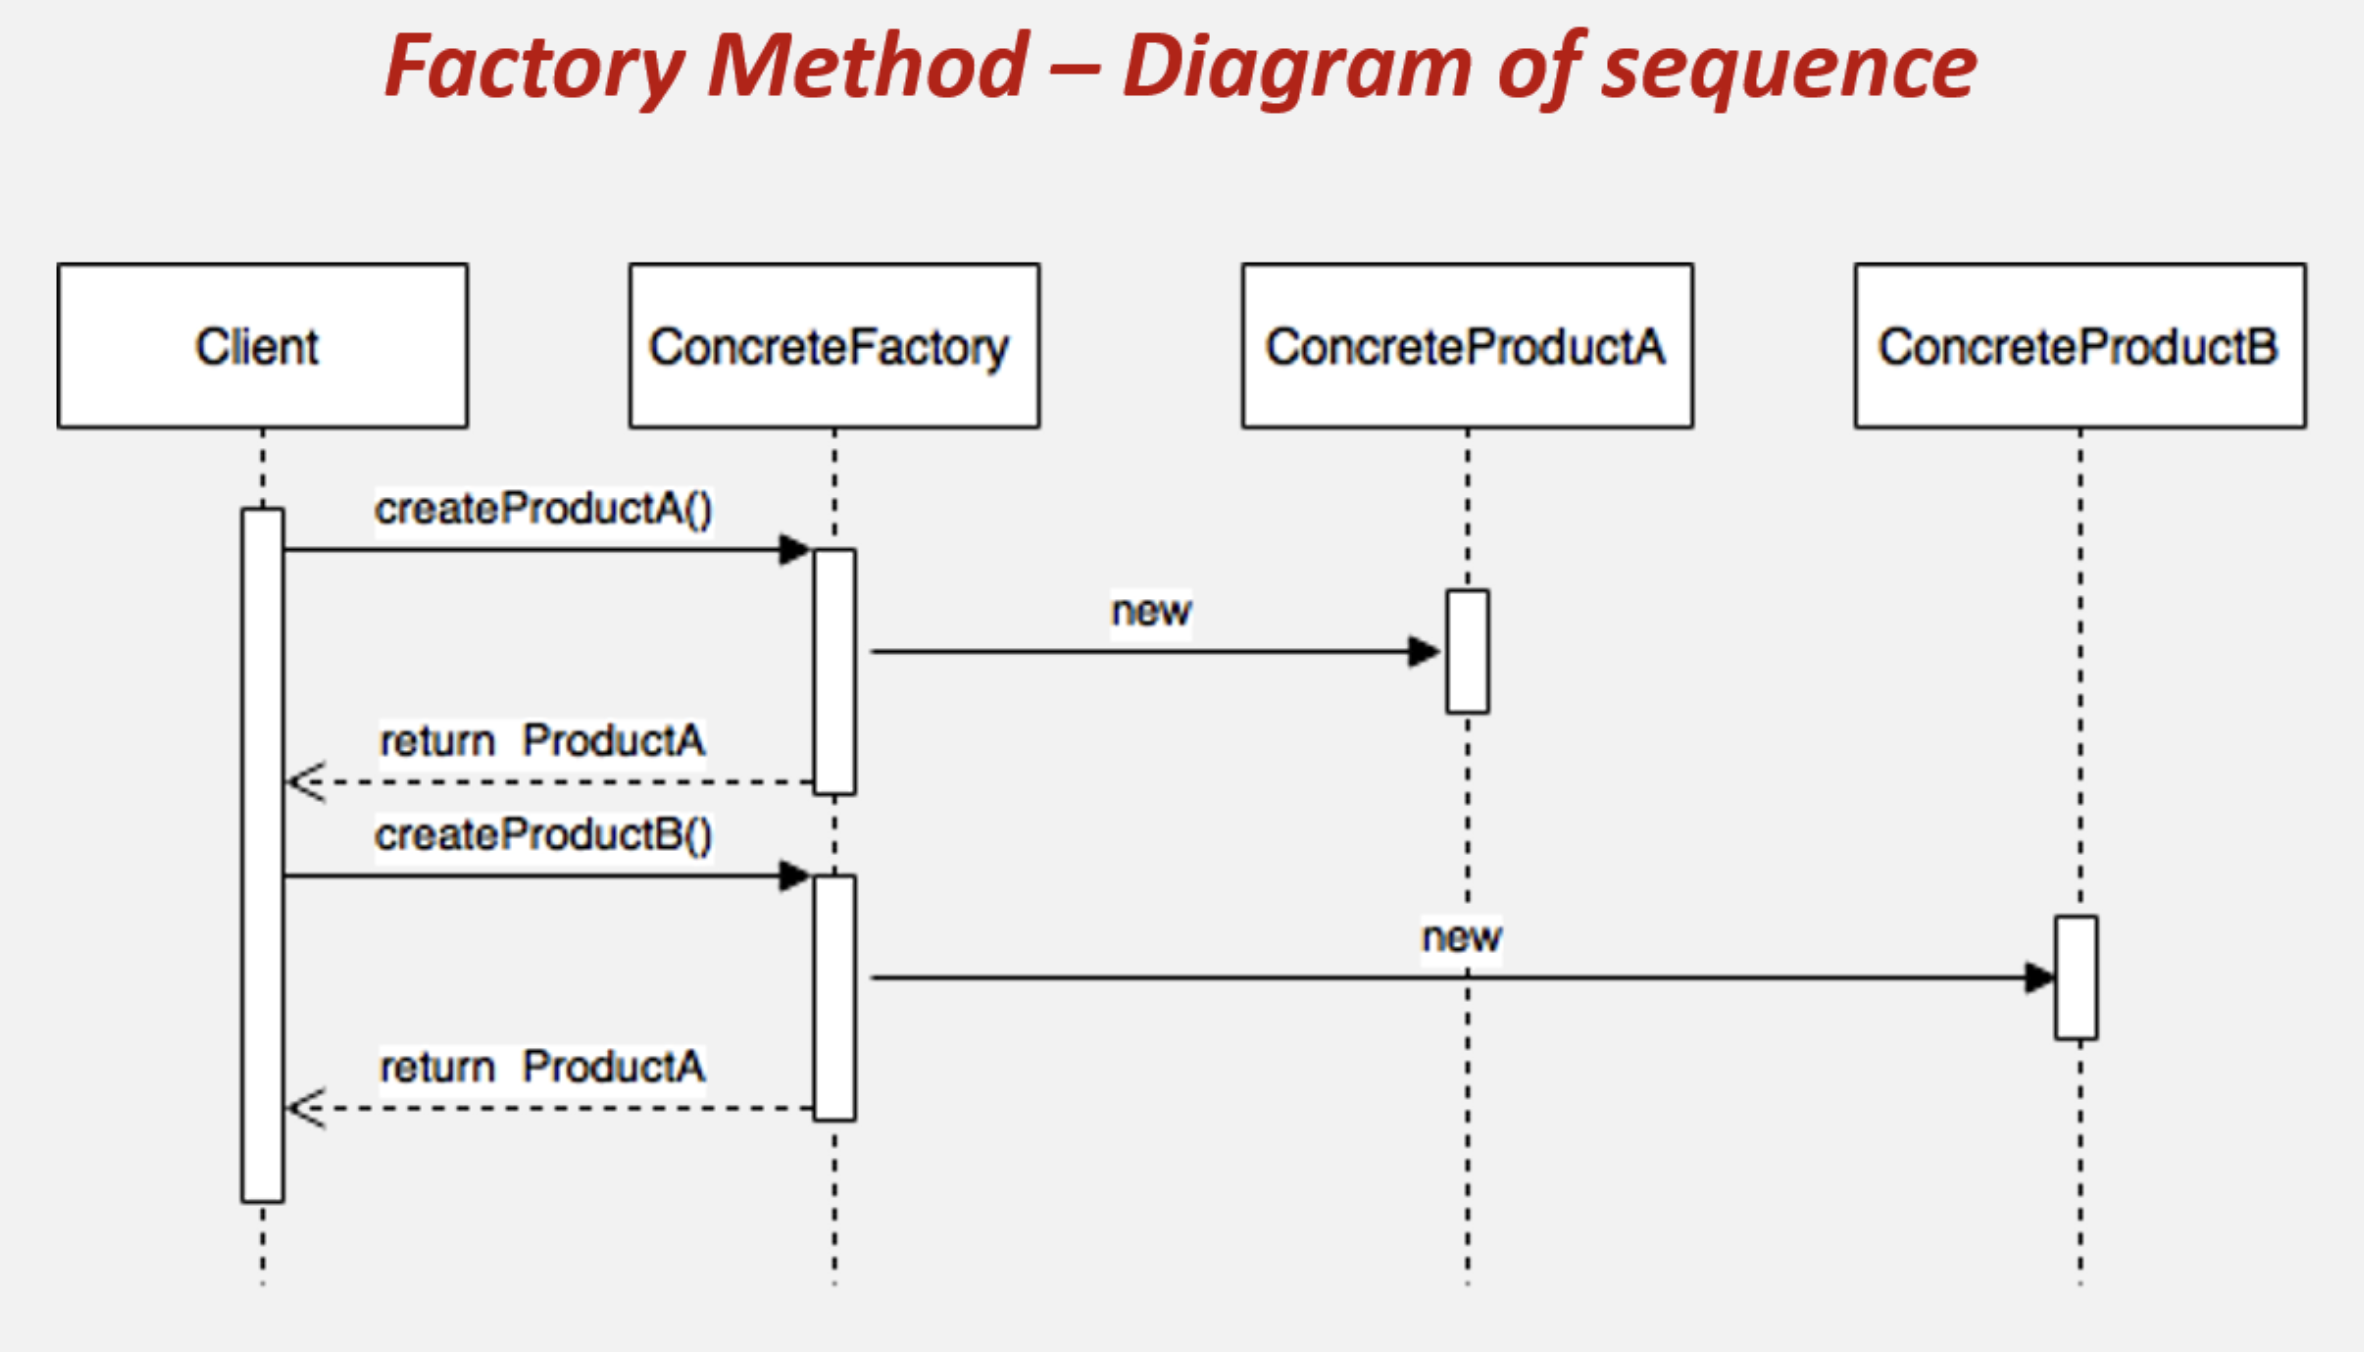 Factory Method – Diagram of sequence
Client
ConcreteFactory
ConcreteProductA
ConcreteProductB
createProductA()
new
return ProductA
createProductB()
new
return ProductA